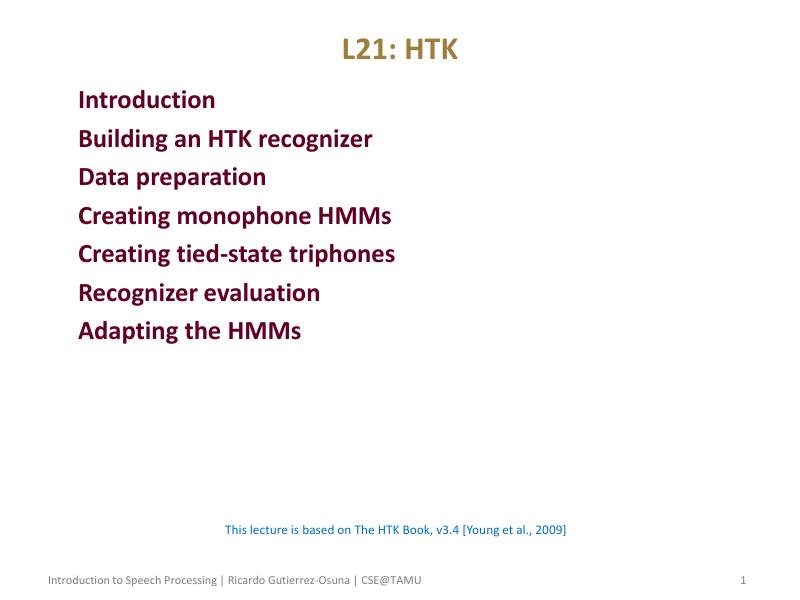 L21: HTK
Introduction
Building an HTK recognizer
Data preparation
Creating monophone HMMs
Creating tied-state triphones
Recognizer evaluation
Adapting the HMMs
This lecture is based on The HTK Book, v3.4 [Young et al., 2009]
Introduction to Speech Processing | Ricardo Gutierrez-Osuna | CSE@TAMU 1